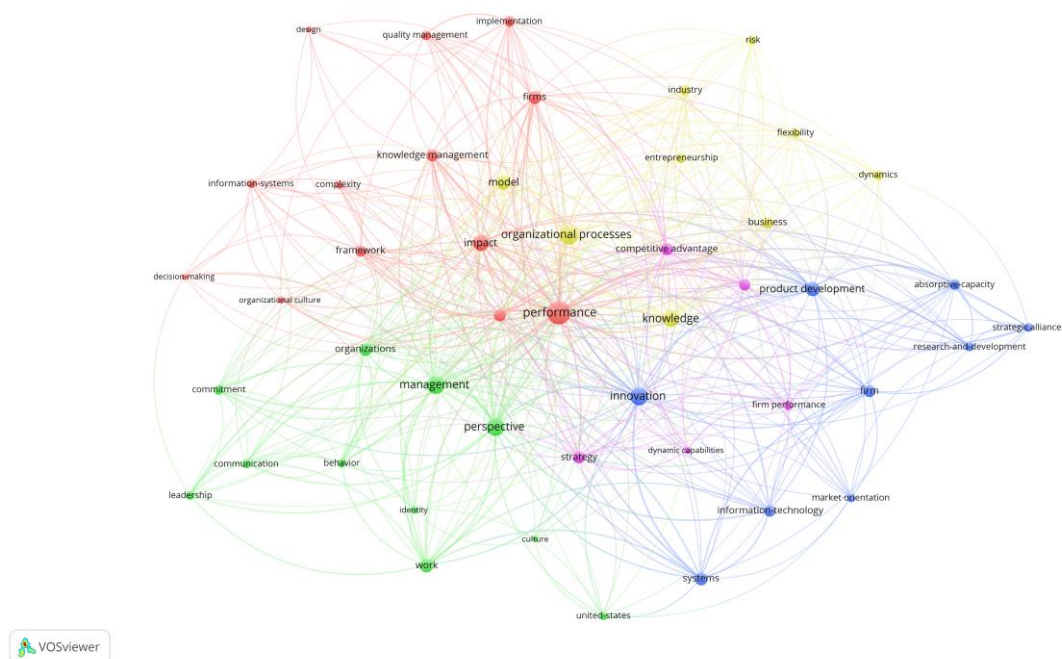 implementation
design
quality management
risk
industry
firms
flexibility
knowledge management
entrepreneurship
dynamics
information-systems
complexity
model
business
organizational processes
impact
competitive advantage
framework
decision-making
product development
absorptive-capacity
organizational culture
performance
knowledge
strategic alliance
research-and-development
organizations
management
commitment
innovation
firm
firm performance
perspective
dynamic capabilities
strategy
communication
behavior
leadership
market orientation
identity
information-technology
culture
work
systems
united-states
VOSviewer